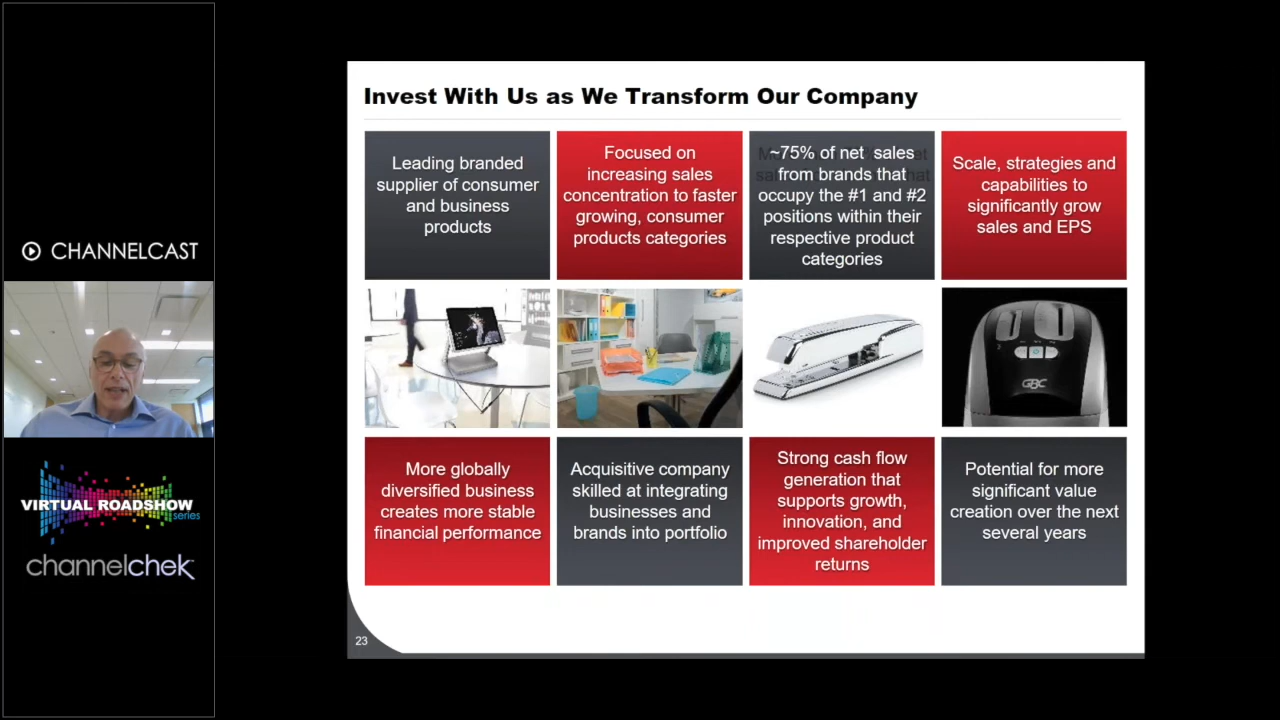 CHANNELCAST
VIRTUAL ROADSHOW
series
channelchek
Invest With Us as We Transform Our Company
Leading branded
supplier of consumer
and business
products
Focused on
increasing sales
concentration to faster
growing, consumer
products categories
~75% of net sales
from brands that
occupy the #1 and #2
positions within their
respective product
categories
Scale, strategies and
capabilities to
significantly grow
sales and EPS
GBC
More globally
diversified business
creates more stable
financial performance
Acquisitive company
skilled at integrating
businesses and
brands into portfolio
Strong cash flow
generation that
supports growth,
innovation, and
improved shareholder
returns
Potential for more
significant value
creation over the next
several years
23